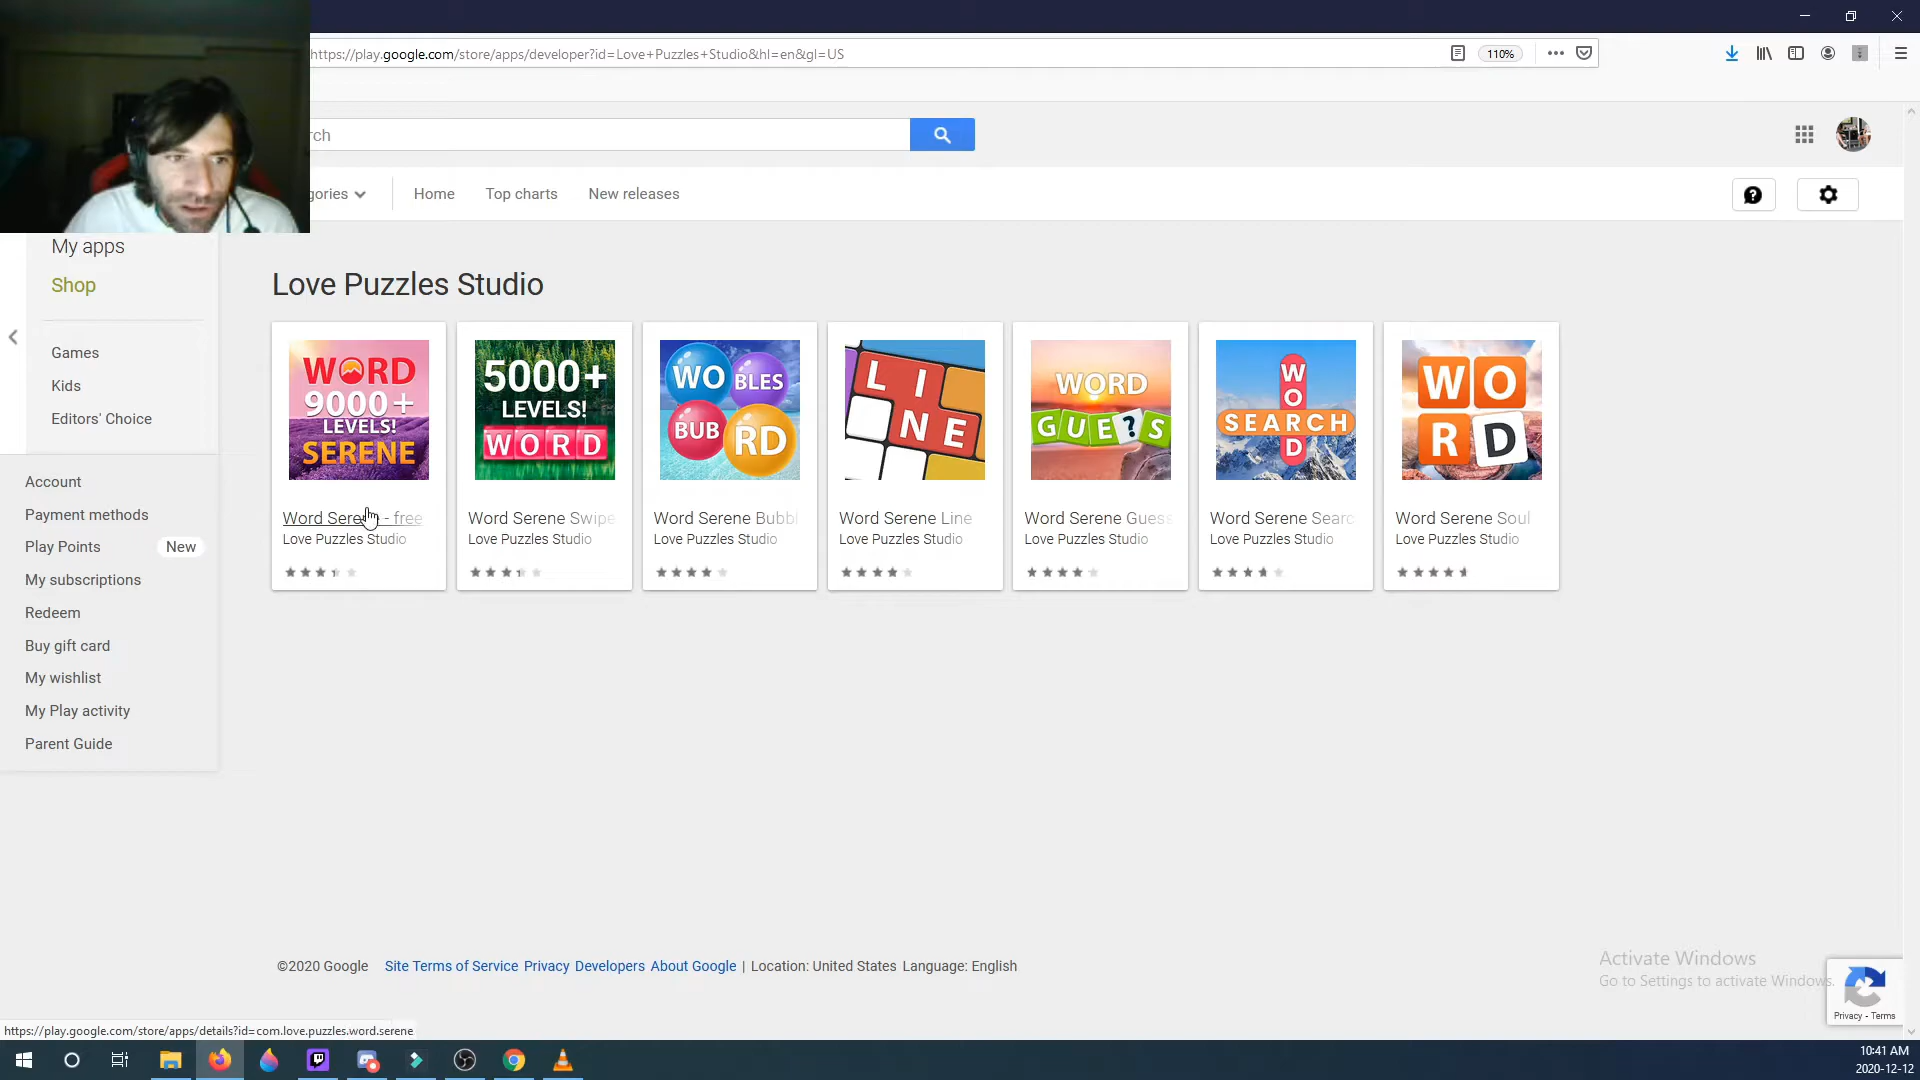 https://play.google.com/store/apps/developer?id=Love+Puzzles+Studio&hl=en&gl=US
110%
Home
Top charts
New releases
My apps
Shop
Games
Kids
Editors' Choice
Account
Payment methods
Play Points New
My subscriptions
Redeem
Buy gift card
My wishlist
My Play activity
Parent Guide
Love Puzzles Studio
WORD
9000+
LEVELS!
SERENE
Word Serene - free
Love Puzzles Studio
5000+
LEVELS!
WORD
Word Serene Swipe
Love Puzzles Studio
WO BLES
BUB RD
Word Serene Bubbl
Love Puzzles Studio
L I
N E
Word Serene Line
Love Puzzles Studio
WORD
GUE?S
Word Serene Guess
Love Puzzles Studio
WORD
SEARCH
Word Serene Searc
Love Puzzles Studio
W O
R D
Word Serene Soul
Love Puzzles Studio
©2020 Google Site Terms of Service Privacy Developers About Google | Location: United States Language: English
Activate Windows
Go to Settings to activate Windows.
Privacy - Terms
https://play.google.com/store/apps/details?id=com.love.puzzles.word.serene
10:41 AM
2020-12-12